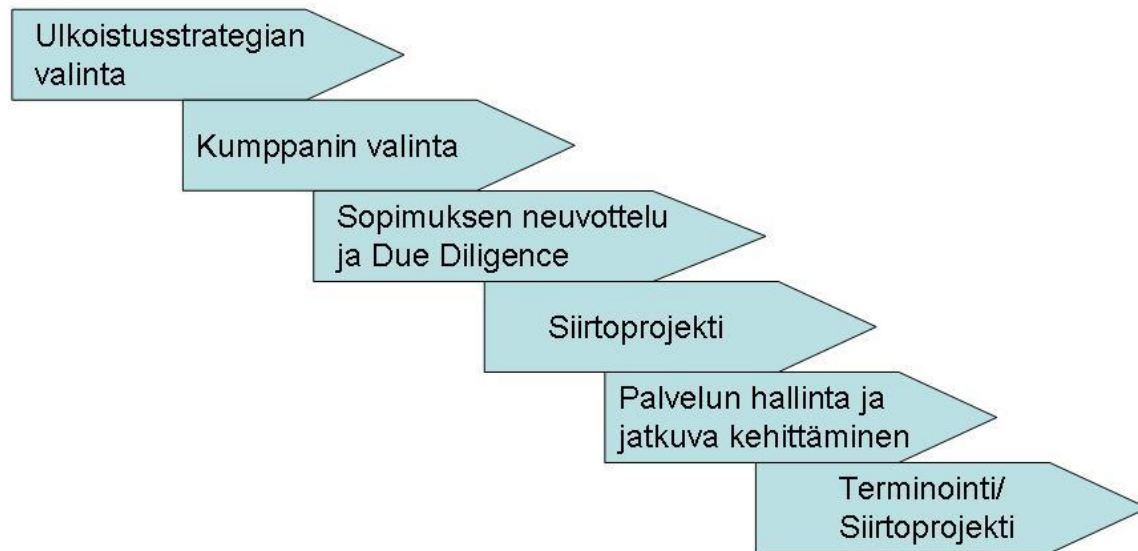 Ulkoistusstrategian
valinta
Kumppanin valinta
Sopimuksen neuvottelu
ja Due Diligence
Siirtoprojekti
Palvelun hallinta ja
jatkuva kehittäminen
Terminointi/
Siirtoprojekti